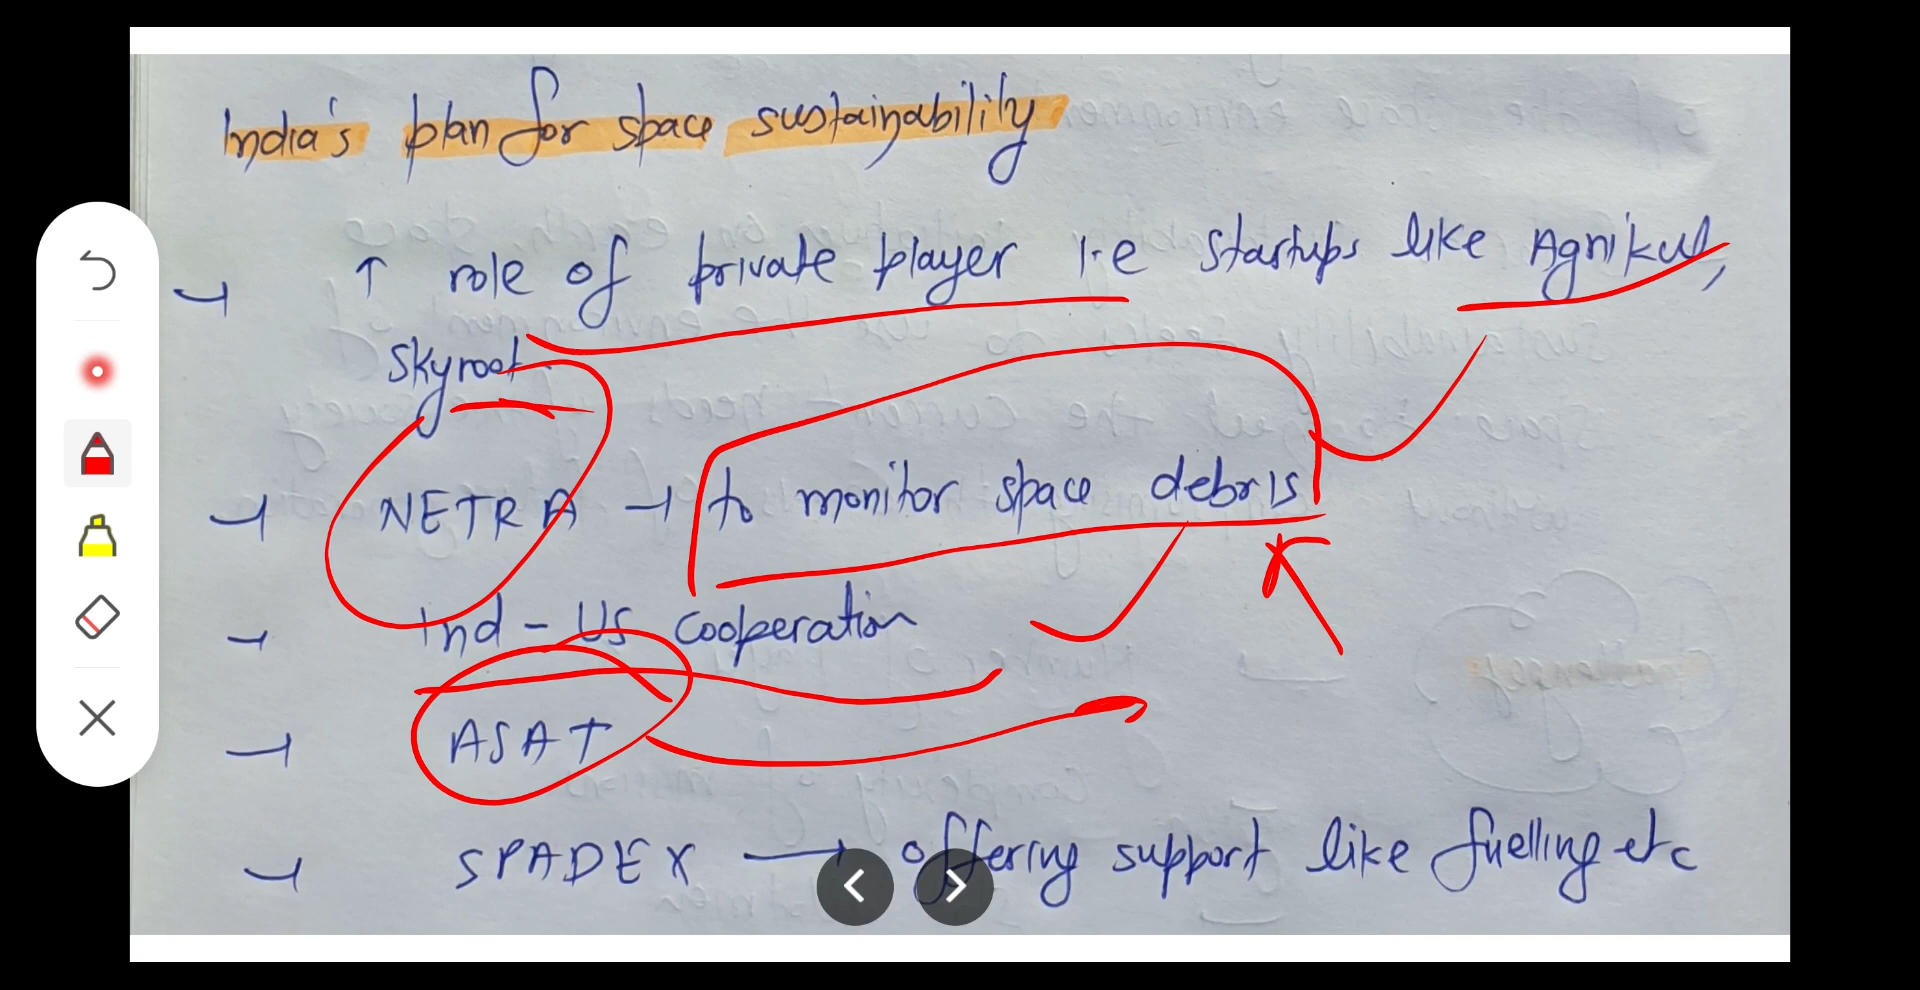 India's plan for space sustainability
↑ role of private player i.e startups like Agnikul,
Skyroot
NETRA → to monitor space debris
Ind - US cooperation
ASAT
SPADEX → offering support like fuelling etc